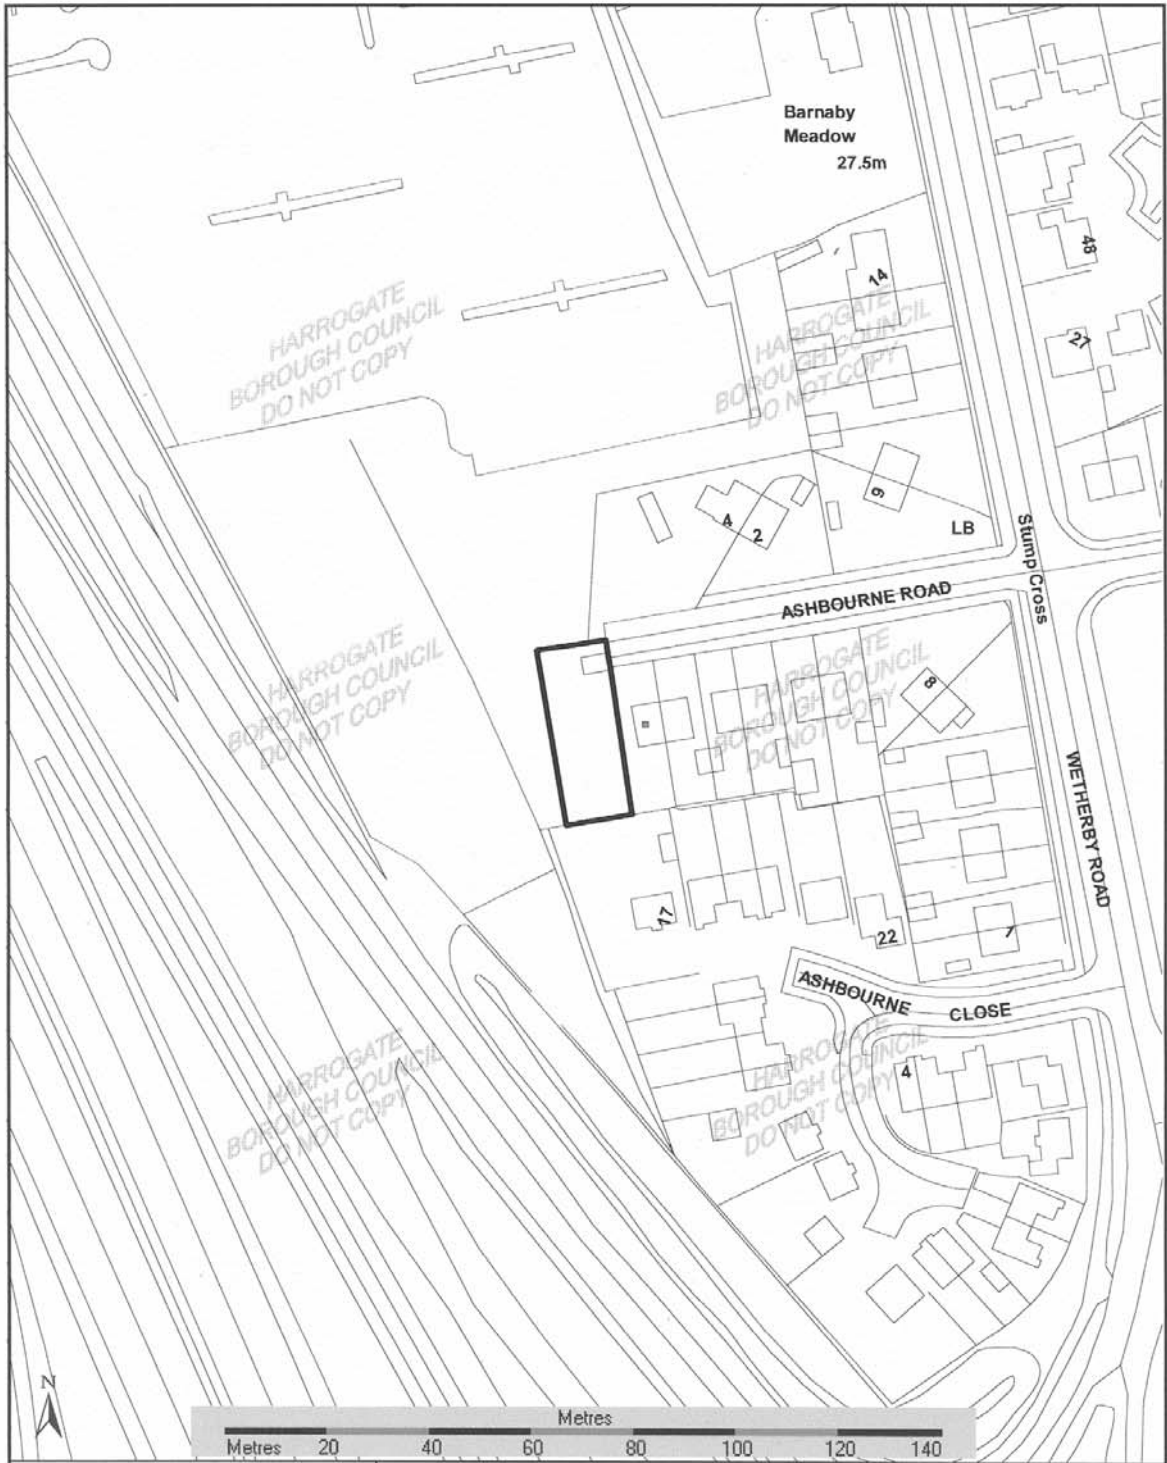 Barnaby
Meadow
27.5m
48
14
27
HARROGATE
BOROUGH COUNCIL
DO NOT COPY
HARROGATE
BOROUGH COUNCIL
DO NOT COPY
9
4
2
LB
Stump Cross
ASHBOURNE ROAD
HARROGATE
BOROUGH COUNCIL
DO NOT COPY
HARROGATE
BOROUGH COUNCIL
DO NOT COPY
8
WETHERBY ROAD
17
22
7
ASHBOURNE CLOSE
HARROGATE
BOROUGH COUNCIL
DO NOT COPY
HARROGATE
BOROUGH COUNCIL
DO NOT COPY
4
N
Metres
Metres 20 40 60 80 100 120 140